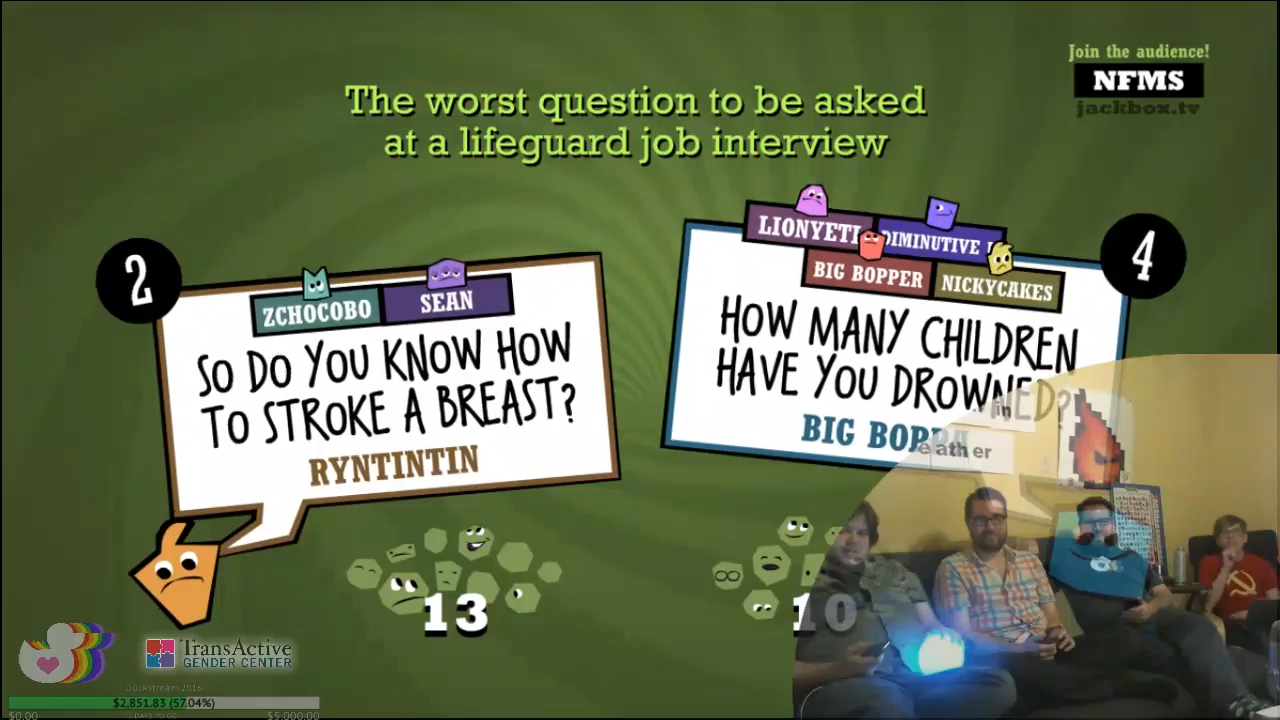 Join the audience!
NFMS
jackbox.tv
The worst question to be asked
at a lifeguard job interview
2
ZCHOCOBO
SEAN
SO DO YOU KNOW HOW
TO STROKE A BREAST?
RYNTINTIN
13
4
LIONYETI
DIMINUTIVE
BIG BOPPER
NICKYCAKES
HOW MANY CHILDREN
HAVE YOU DROWNED?
BIG
10
in
eather
TransActive
GENDER CENTER
Duckstream 2016
$2,851.83 (57.04%)
$0.00
$5,000.00